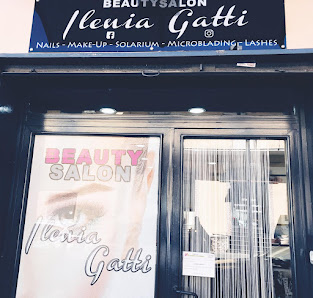 BEAUTYSALON
Ilenia Gatti
NAILS - MAKE-UP - SOLARIUM - MICROBLADING - LASHES
BEAUTY
SALON
Ilenia
Gatti